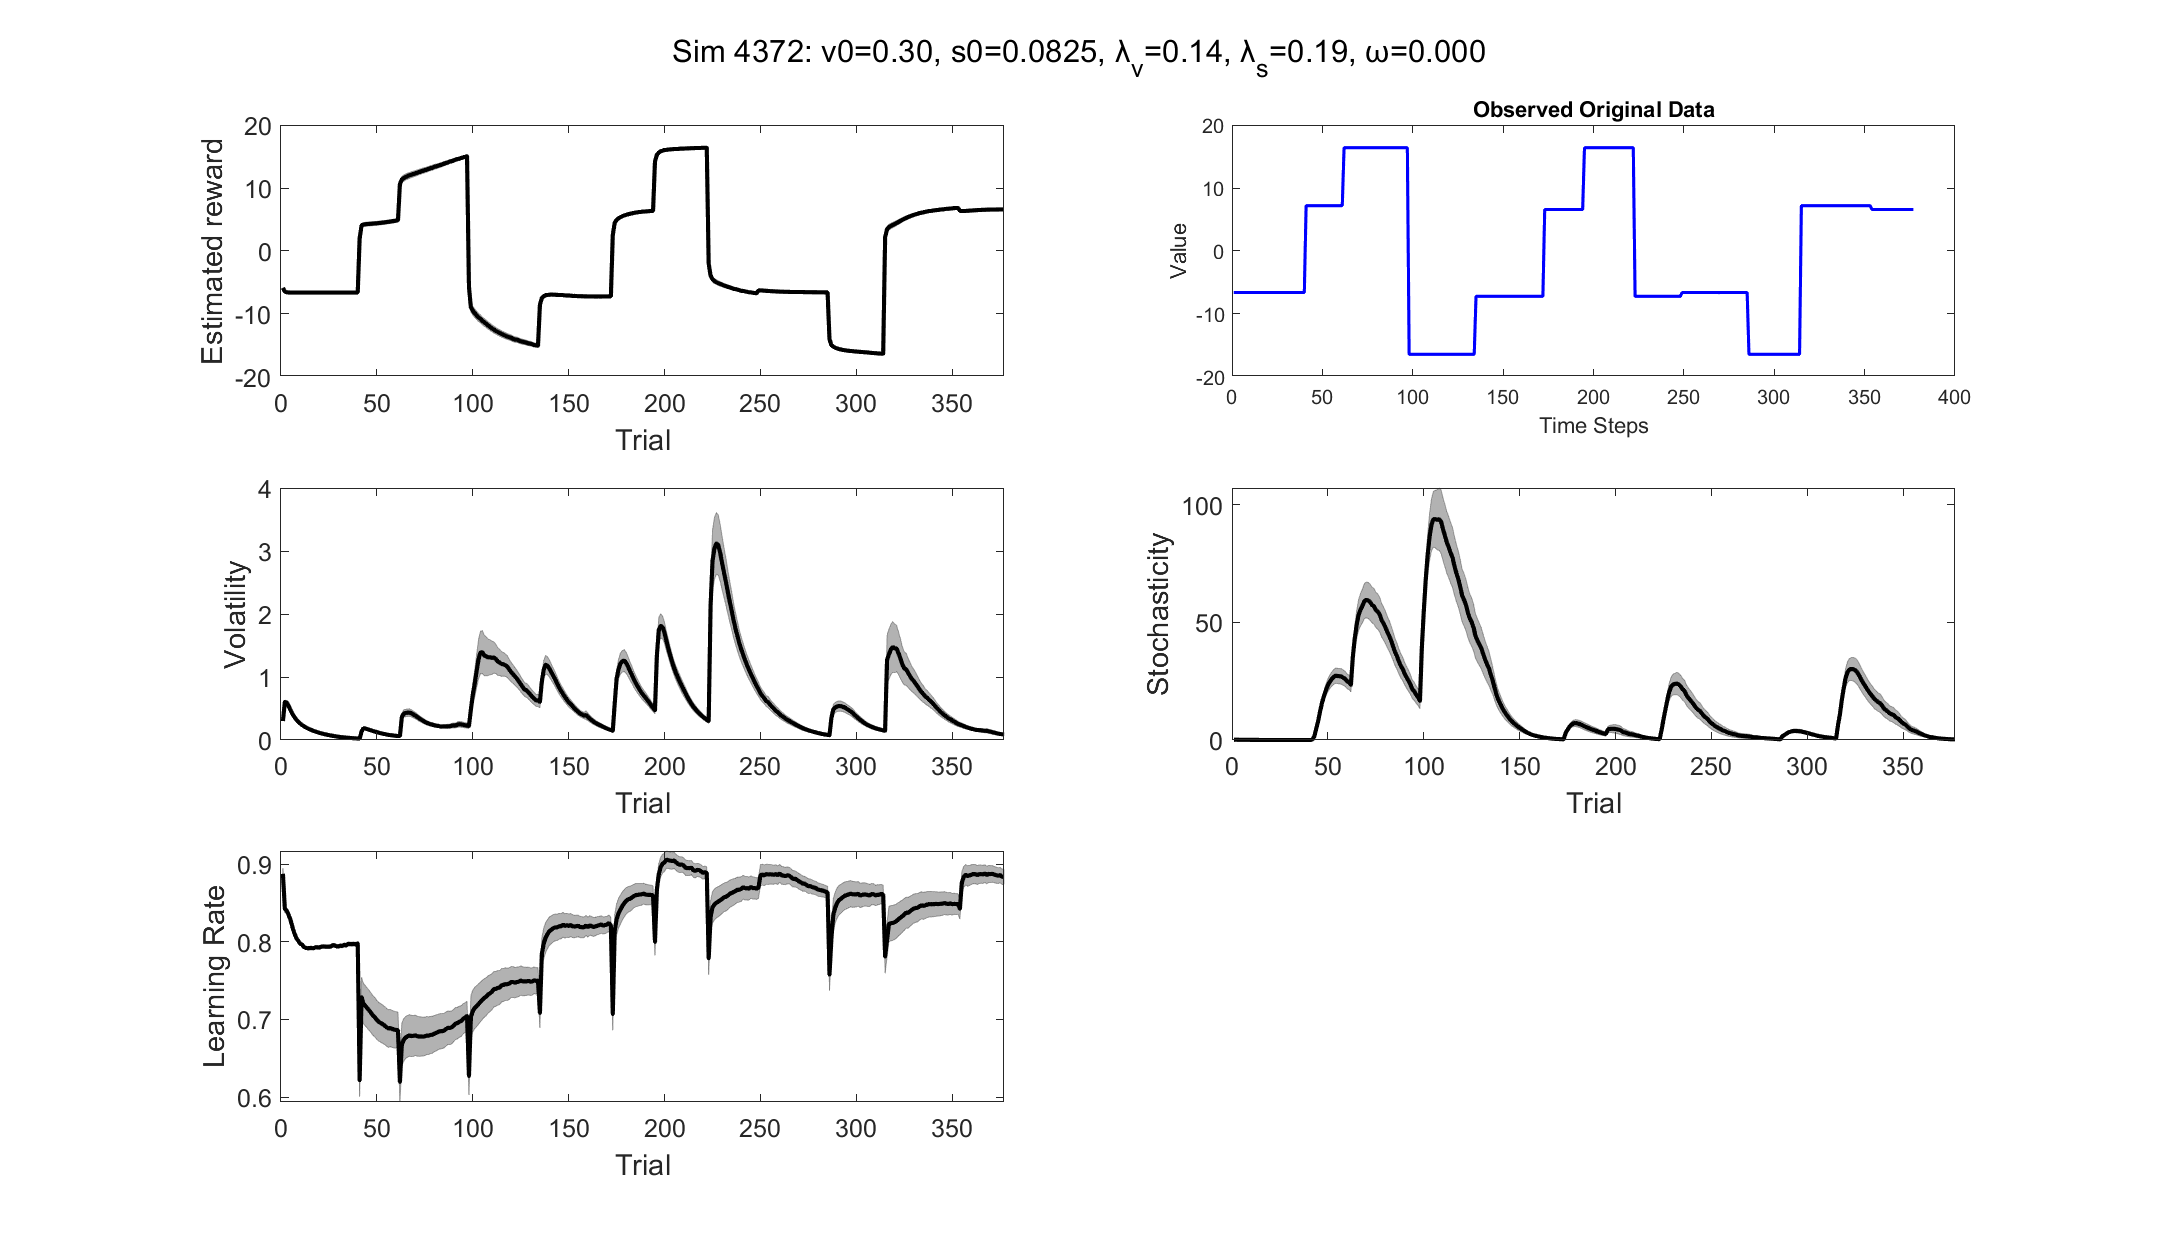 Sim 4372: v0=0.30, s0=0.0825, λ_v=0.14, λ_s=0.19, ω=0.000
Estimated reward
20
10
0
-10
-20
0 50 100 150 200 250 300 350
Trial
Observed Original Data
Value
20
10
0
-10
-20
0 50 100 150 200 250 300 350 400
Time Steps
Volatility
4
3
2
1
0
0 50 100 150 200 250 300 350
Trial
Stochasticity
100
50
0
0 50 100 150 200 250 300 350
Trial
Learning Rate
0.9
0.8
0.7
0.6
0 50 100 150 200 250 300 350
Trial